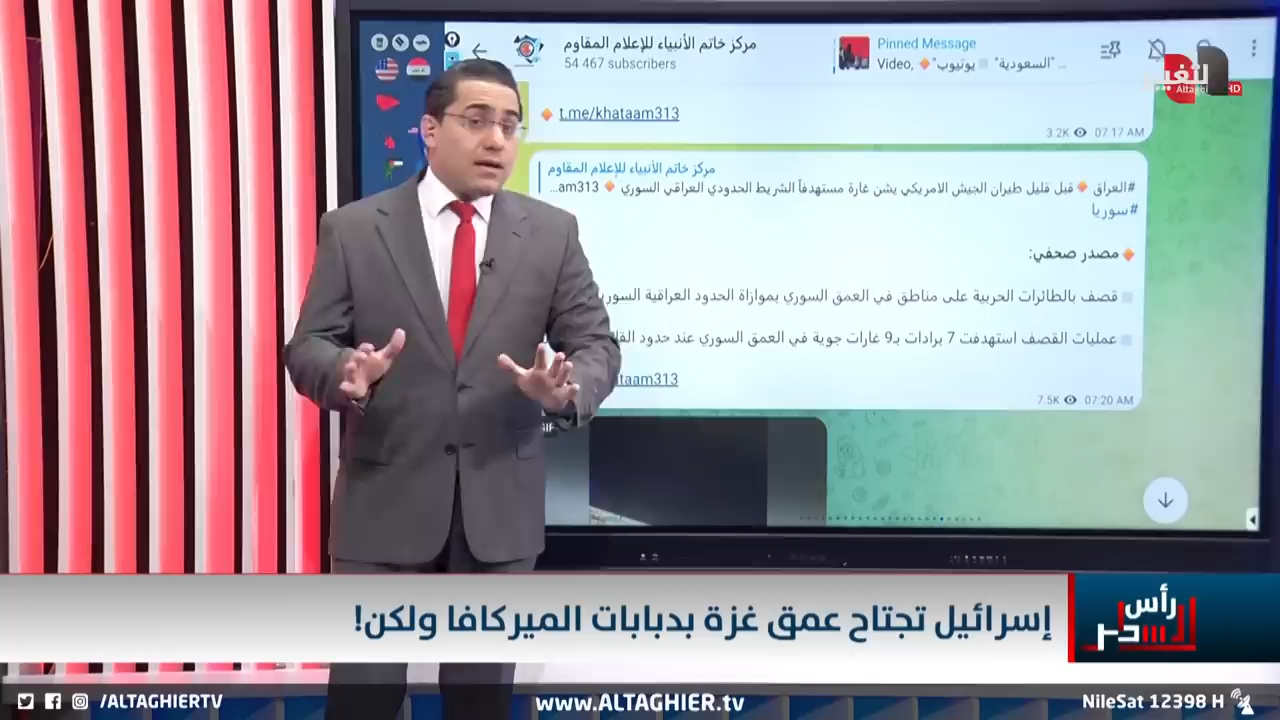 مركز خاتم الأنبياء للإعلام المقاوم
54 467 subscribers
Pinned Message
Video, 🔸"السعودية" ◽ يوتيوب" ...
Altaghi
HD
🔸 t.me/khataam313
3.2K 07:17 AM
مركز خاتم الأنبياء للإعلام المقاوم
#العراق 🔸 قبل قليل طيران الجيش الامريكي يشن غارة مستهدفاً الشريط الحدودي العراقي السوري 🔸 am313...
#سوريا
🔸 مصدر صحفي:
◽ قصف بالطائرات الحربية على مناطق في العمق السوري بموازاة الحدود العراقية
◽ عمليات القصف استهدفت 7 برادات بـ9 غارات جوية في العمق السوري عند حدود
taam313
7.5K 07:20 AM
إسرائيل تجتاح عمق غزة بدبابات الميركافا ولكن!
رأس
السطر
/ALTAGHIERTV
www.ALTAGHIER.tv
NileSat 12398 H